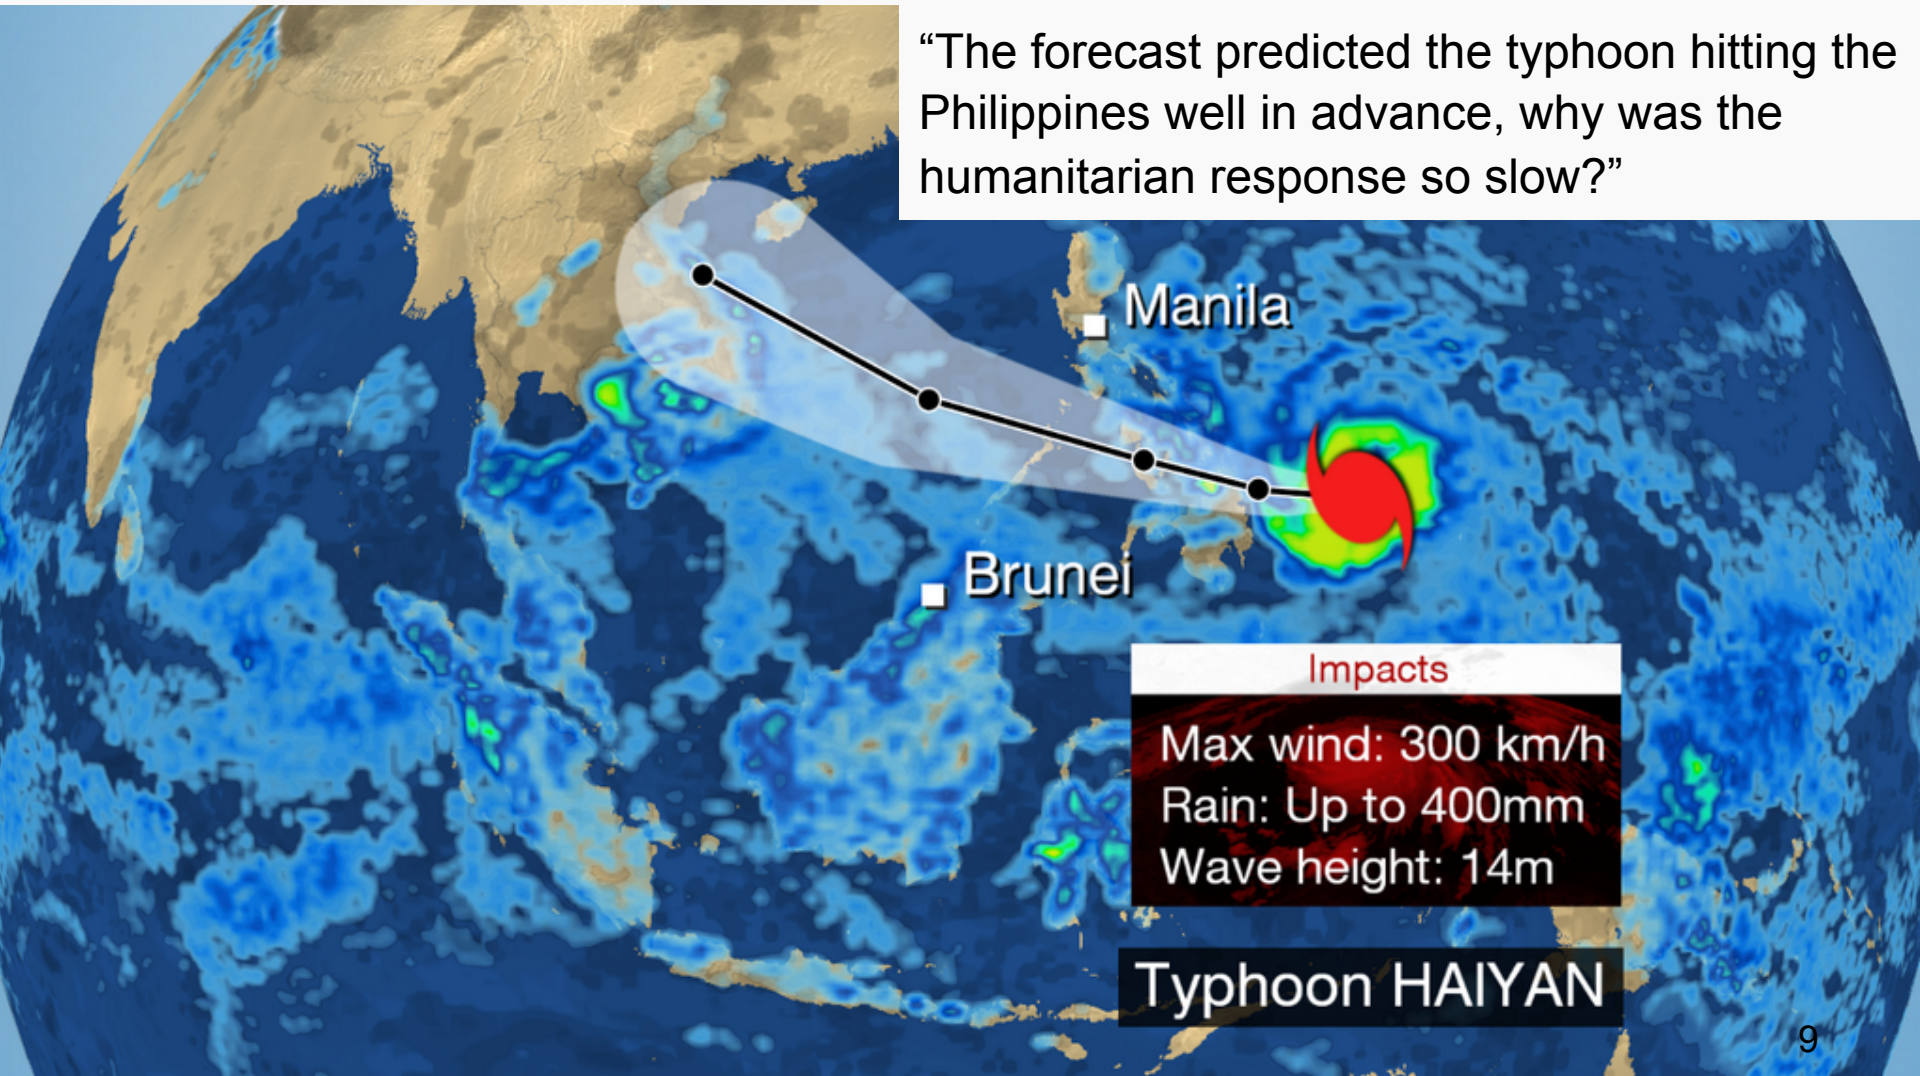 “The forecast predicted the typhoon hitting the
Philippines well in advance, why was the
humanitarian response so slow?”
Manila
Brunei
Impacts
Max wind: 300 km/h
Rain: Up to 400mm
Wave height: 14m
Typhoon HAIYAN
9